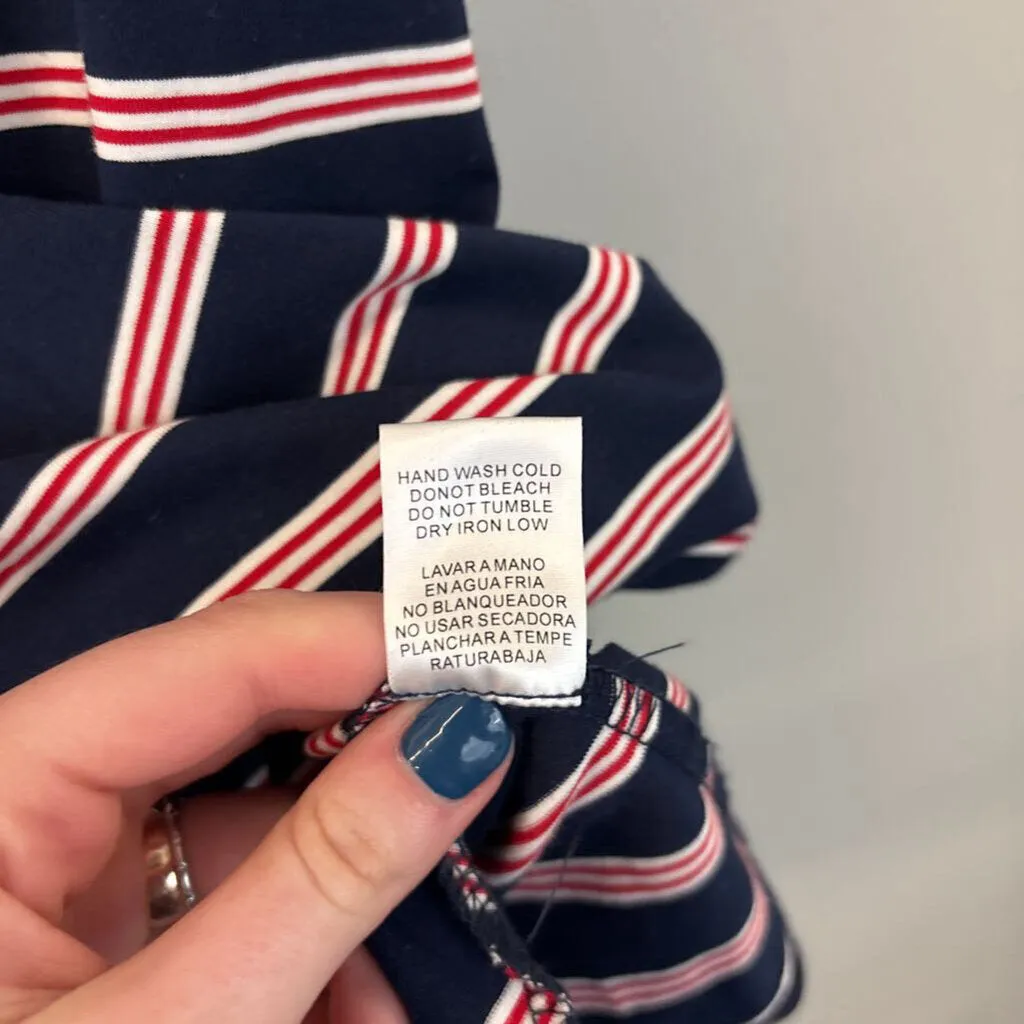 HAND WASH COLD
DONOT BLEACH
DO NOT TUMBLE
DRY IRON LOW
LAVAR A MANO
EN AGUA FRIA
NO BLANQUEADOR
NO USAR SECADORA
PLANCHAR A TEMPE
RATURABAJA